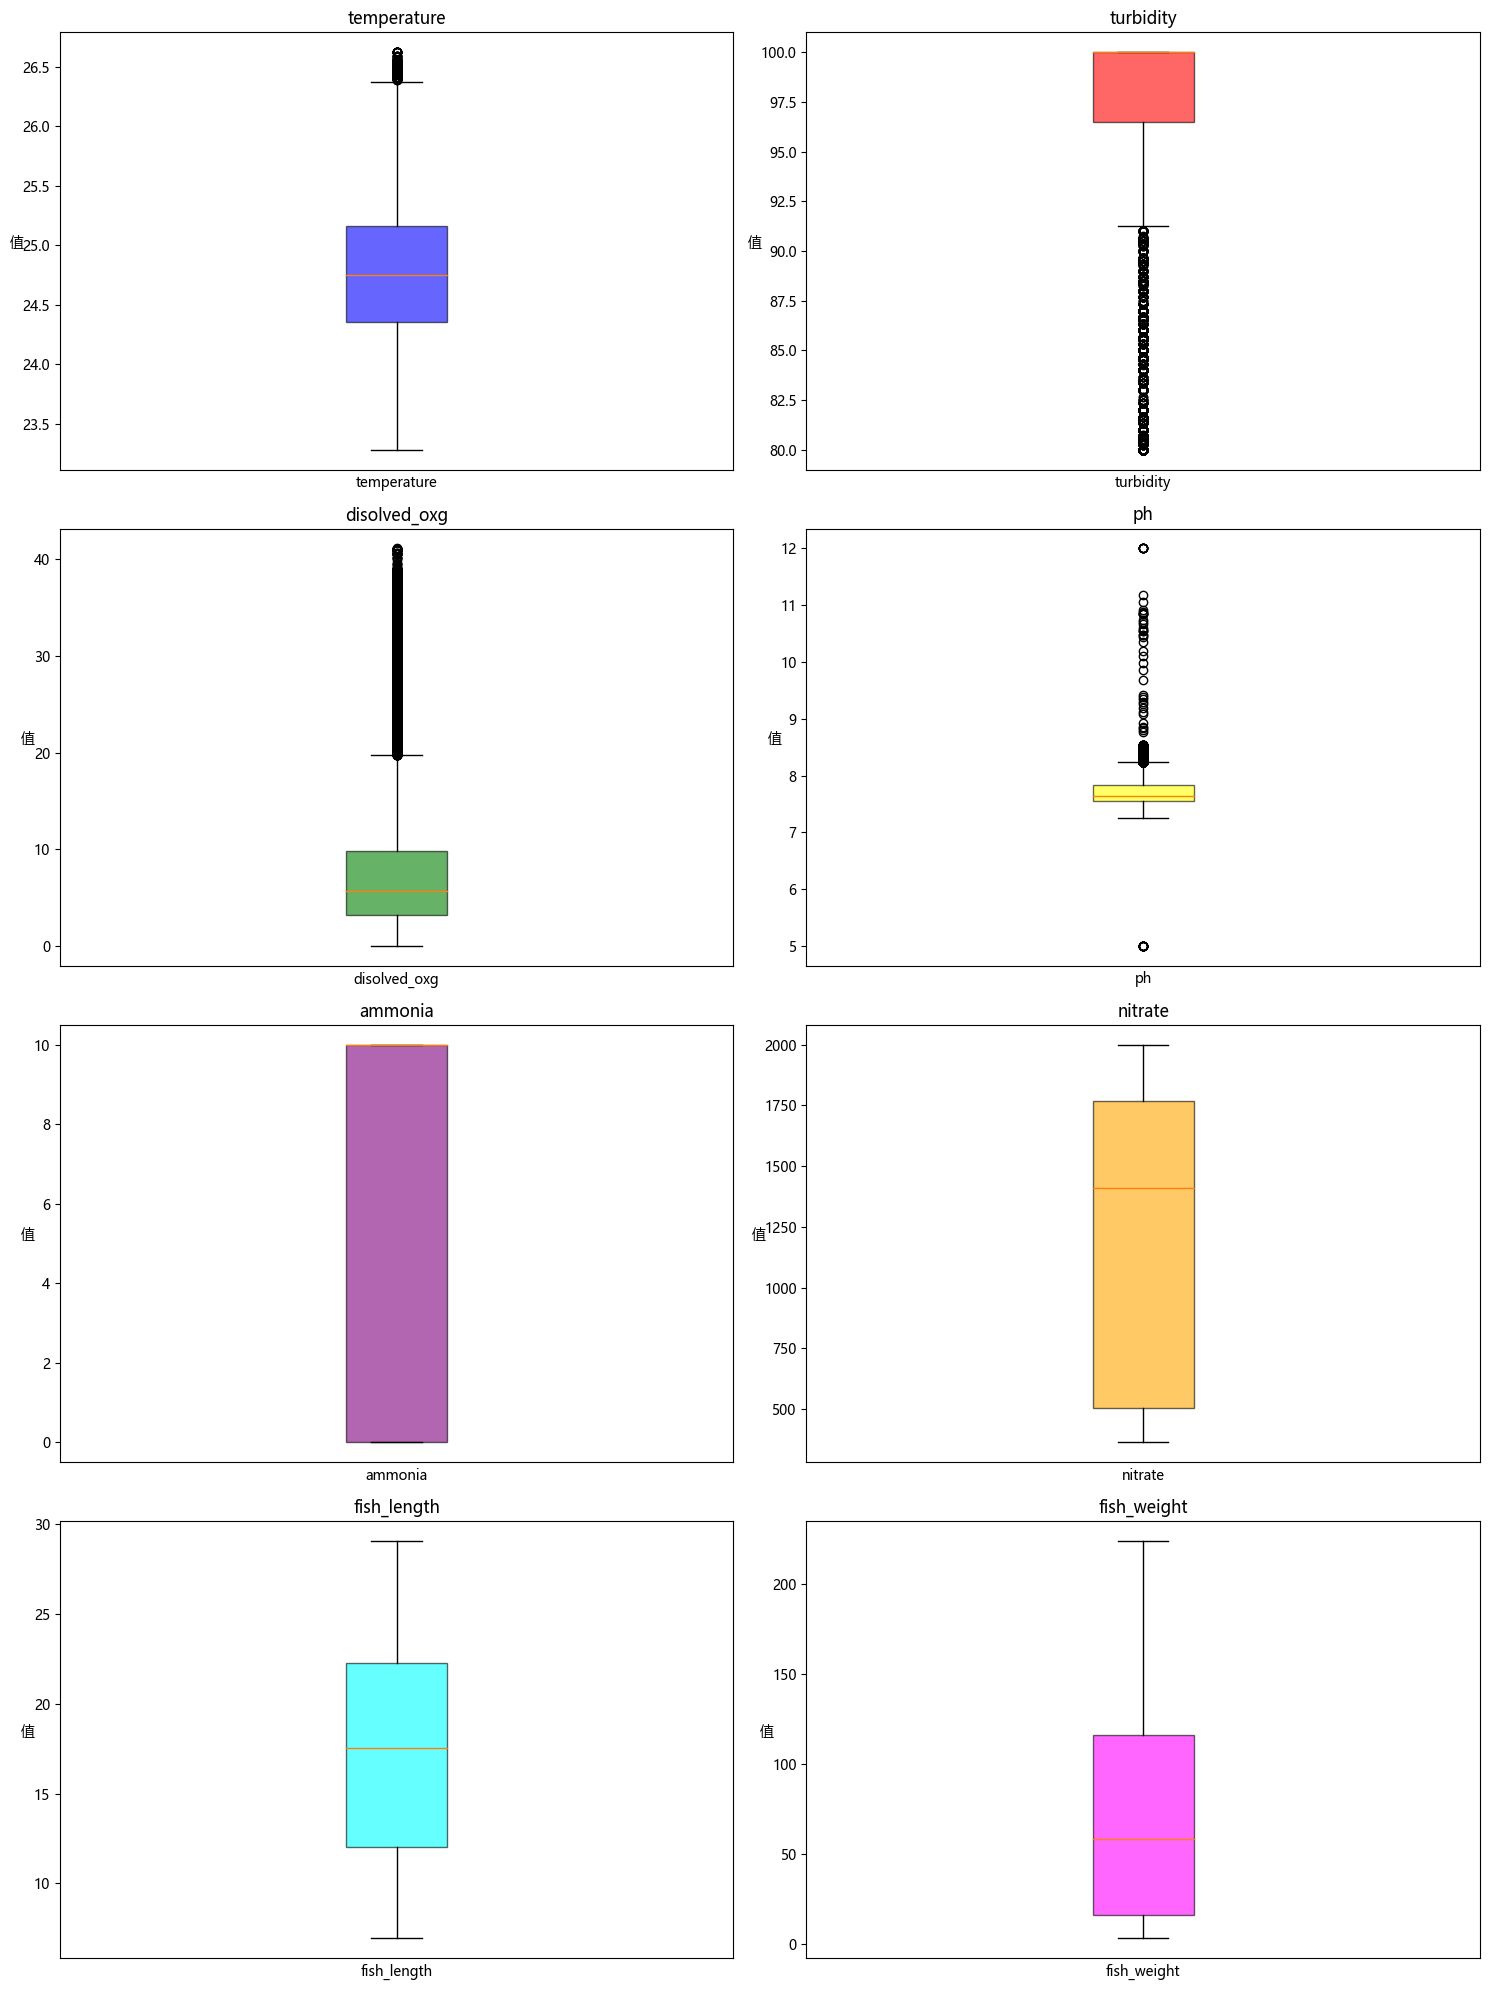 temperature
26.5
26.0
25.5
25.0
24.5
24.0
23.5
值
temperature
turbidity
100.0
97.5
95.0
92.5
90.0
87.5
85.0
82.5
80.0
值
turbidity
disolved_oxg
40
30
20
10
0
值
disolved_oxg
ph
12
11
10
9
8
7
6
5
值
ph
ammonia
10
8
6
4
2
0
值
ammonia
nitrate
2000
1750
1500
1250
1000
750
500
值
nitrate
fish_length
30
25
20
15
10
值
fish_length
fish_weight
200
150
100
50
0
值
fish_weight